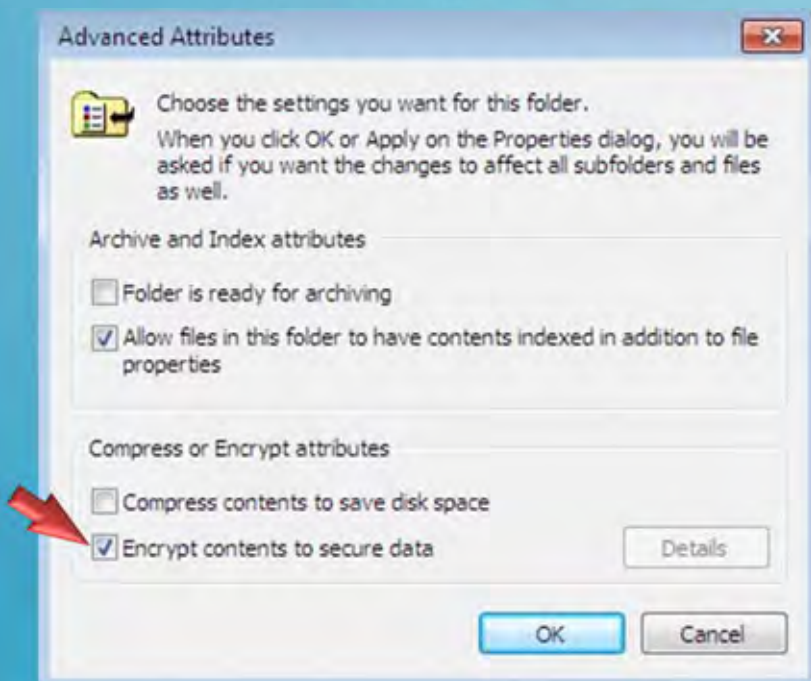 Advanced Attributes
Choose the settings you want for this folder.
When you click OK or Apply on the Properties dialog, you will be
asked if you want the changes to affect all subfolders and files
as well.
Archive and Index attributes
Folder is ready for archiving
Allow files in this folder to have contents indexed in addition to file
properties
Compress or Encrypt attributes
Compress contents to save disk space
Encrypt contents to secure data
Details
OK
Cancel